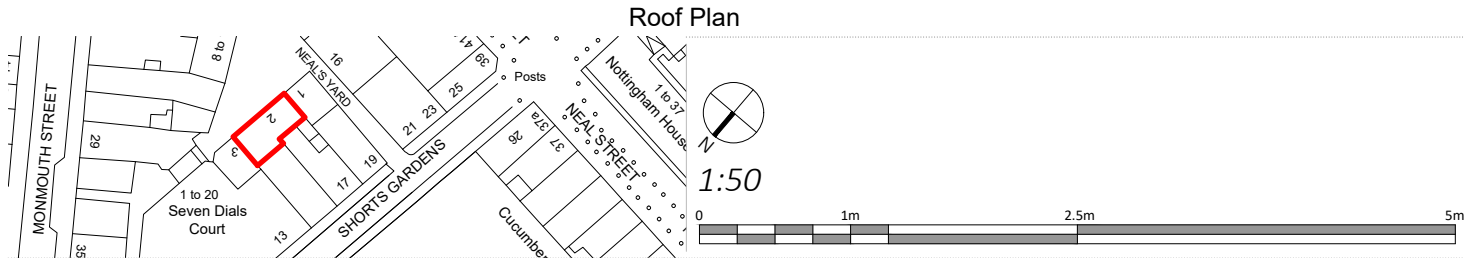 Roof Plan
MONMOUTH STREET
8 to
16
NEAL'S YARD
41
39
25
23
21
Posts
Nottingham House
1 to 37
NEAL STREET
37a
37
26
1
2
3
29
19
17
13
1 to 20
Seven Dials
Court
35
SHORTS GARDENS
Cucumber
N
1:50
0 1m 2.5m 5m